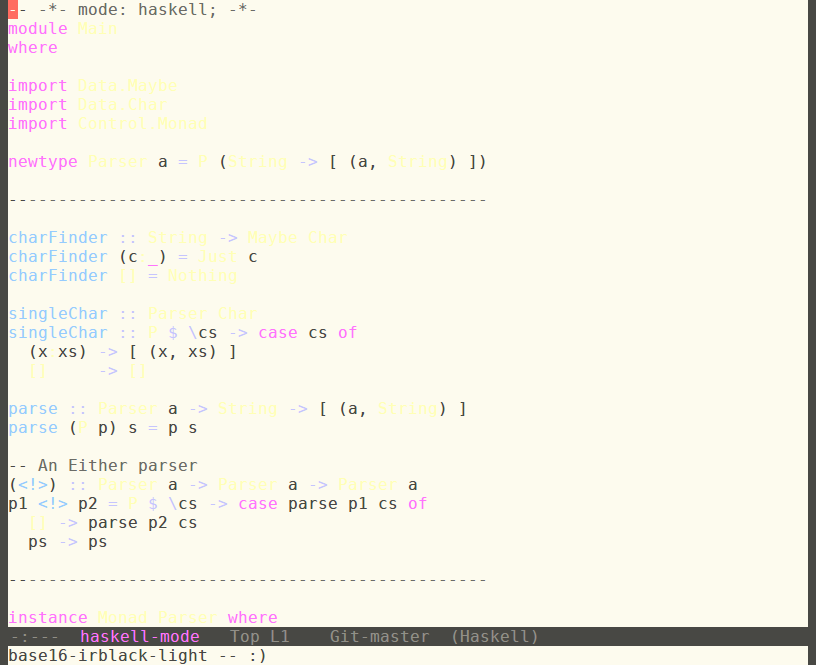 -- -*- mode: haskell; -*-
module Main
where
import Data.Maybe
import Data.Char
import Control.Monad
newtype Parser a = P (String -> [ (a, String) ])
------------------------------------------------
charFinder :: String -> Maybe Char
charFinder (c _) = Just c
charFinder [] = Nothing
singleChar :: Parser Char
singleChar :: P $ \cs -> case cs of
  (x xs) -> [ (x, xs) ]
  []     -> []
parse :: Parser a -> String -> [ (a, String) ]
parse (P p) s = p s
-- An Either parser
(<!>) :: Parser a -> Parser a -> Parser a
p1 <!> p2 = P $ \cs -> case parse p1 cs of
  [] -> parse p2 cs
  ps -> ps
------------------------------------------------
instance Monad Parser where
-:---  haskell-mode   Top L1    Git-master  (Haskell)
base16-irblack-light -- :)